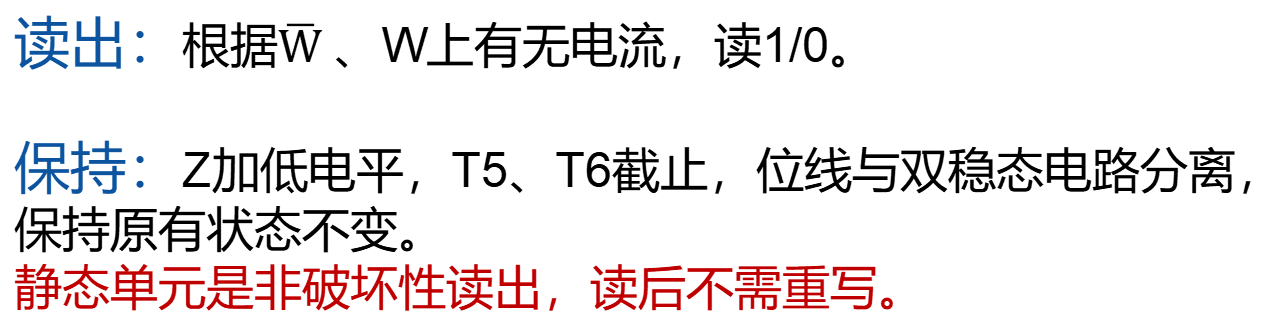 读出：根据W̅ 、W上有无电流，读1/0。
保持：Z加低电平，T5、T6截止，位线与双稳态电路分离，
保持原有状态不变。
静态单元是非破坏性读出，读后不需重写。